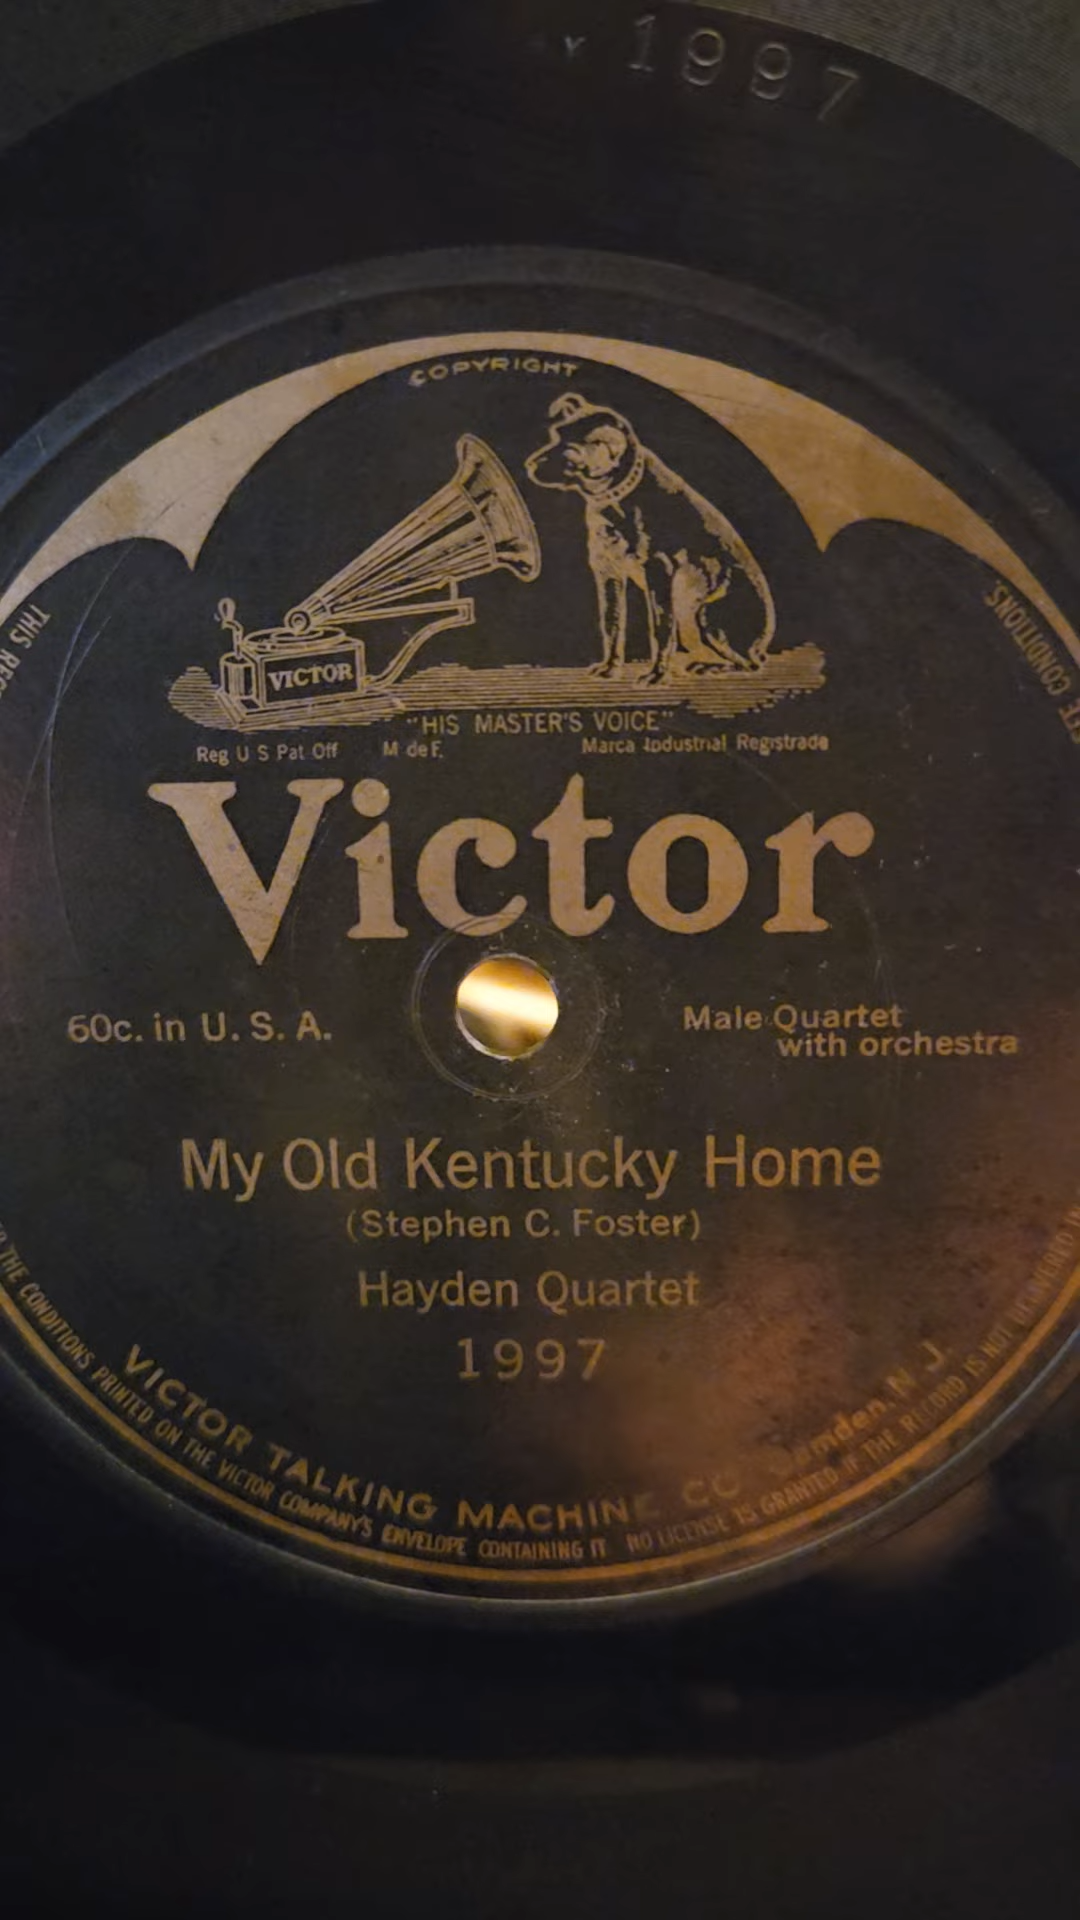 1997
COPYRIGHT
VICTOR
"HIS MASTER'S VOICE"
Reg U S Pat Off M de F. Marca Industrial Registrada
Victor
60c. in U. S. A.
Male Quartet
with orchestra
My Old Kentucky Home
(Stephen C. Foster)
Hayden Quartet
1997
VICTOR TALKING MACHINE CO Camden, N. J.
THIS
THE CONDITIONS PRINTED ON THE VICTOR COMPANY'S ENVELOPE CONTAINING IT NO LICENSE IS GRANTED IF THE RECORD IS NOT
CONDITIONS.